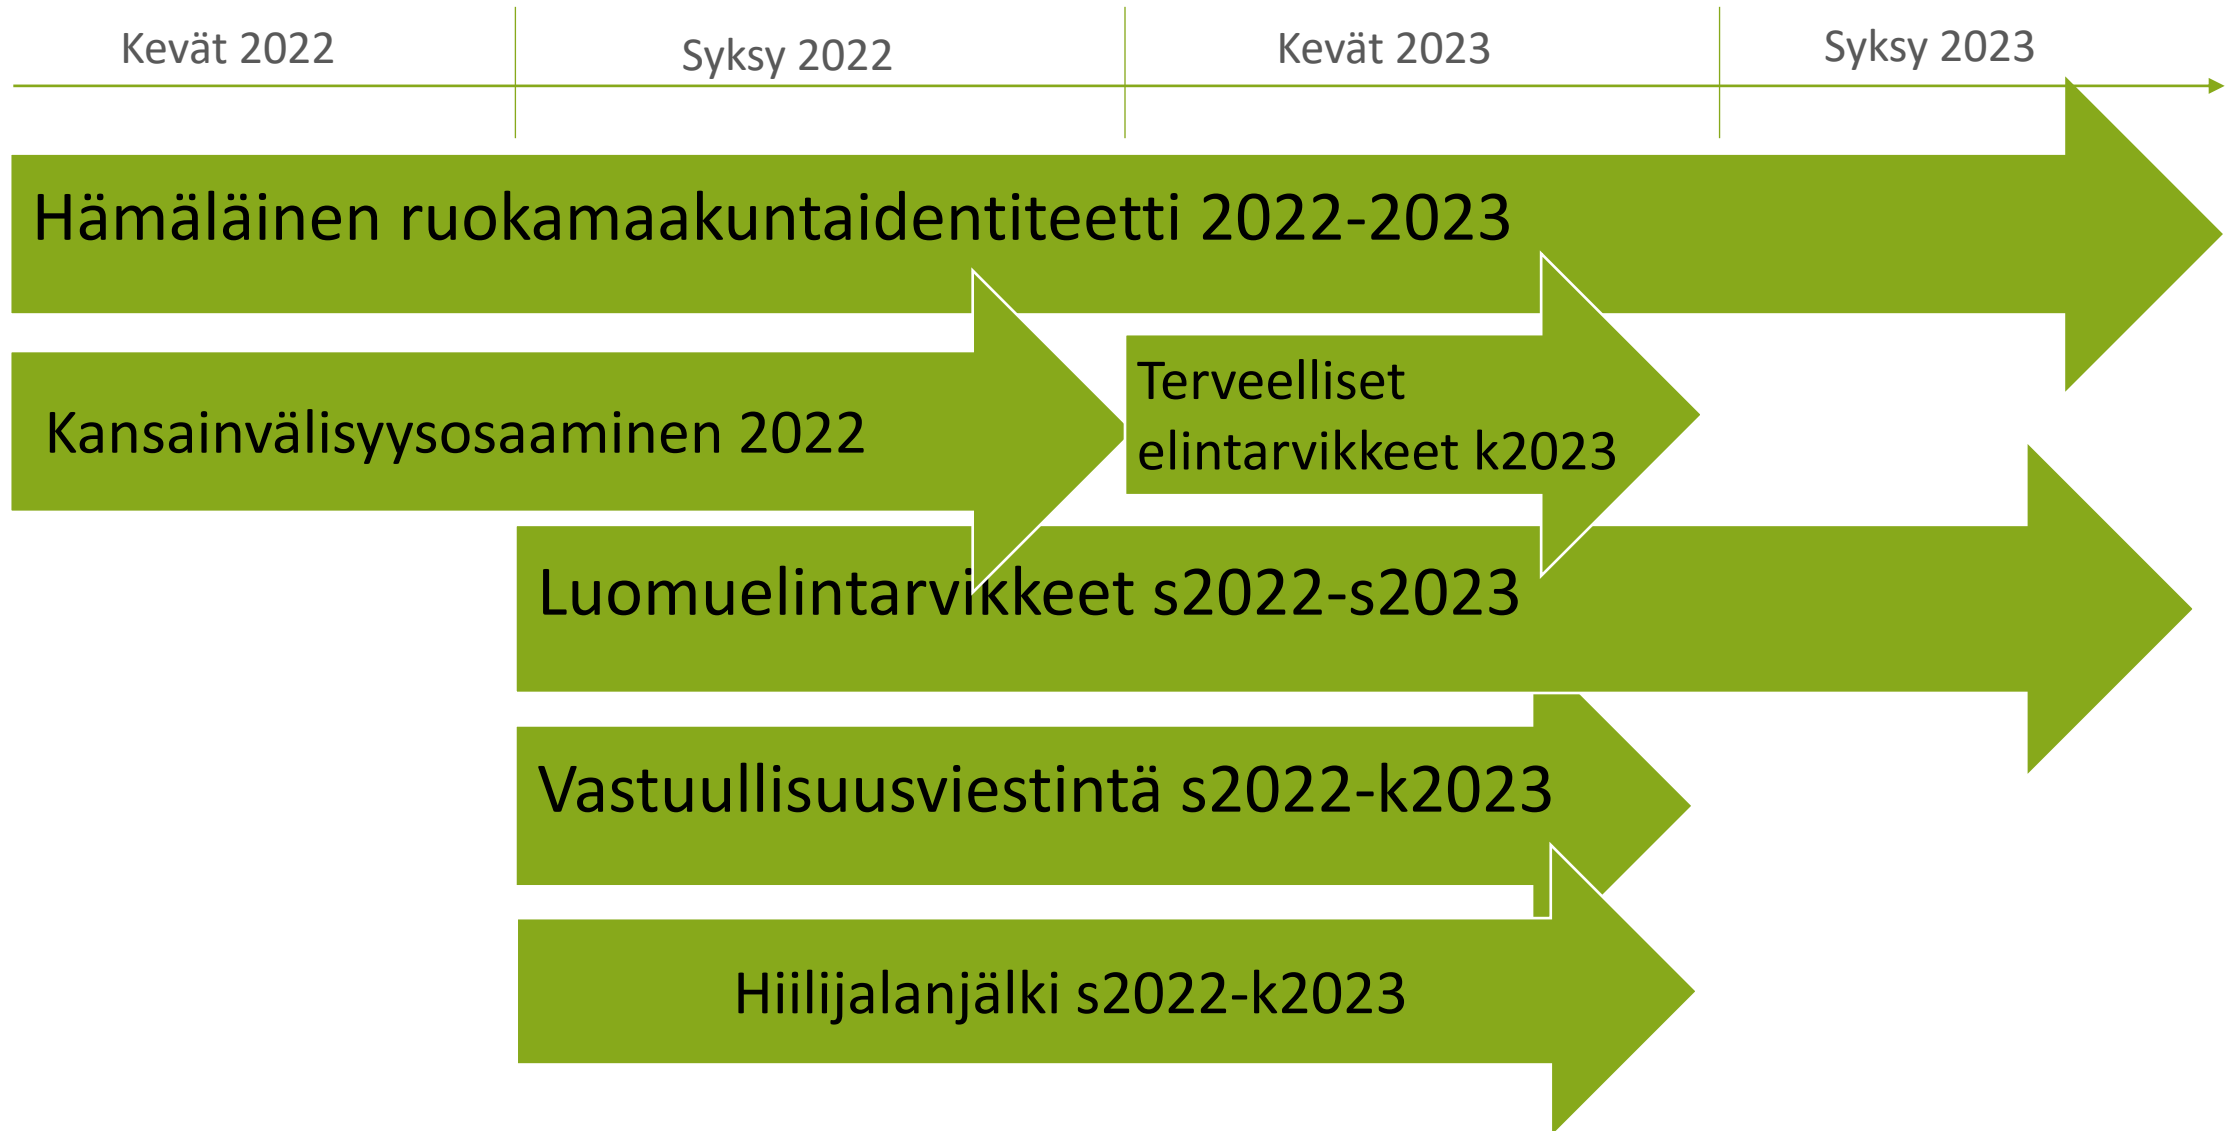 Kevät 2022
Syksy 2022
Kevät 2023
Syksy 2023
Hämäläinen ruokamaakuntaidentiteetti 2022-2023
Kansainvälisyysosaaminen 2022
Terveelliset
elintarvikkeet k2023
Luomuelintarvikkeet s2022-s2023
Vastuullisuusviestintä s2022-k2023
Hiilijalanjälki s2022-k2023